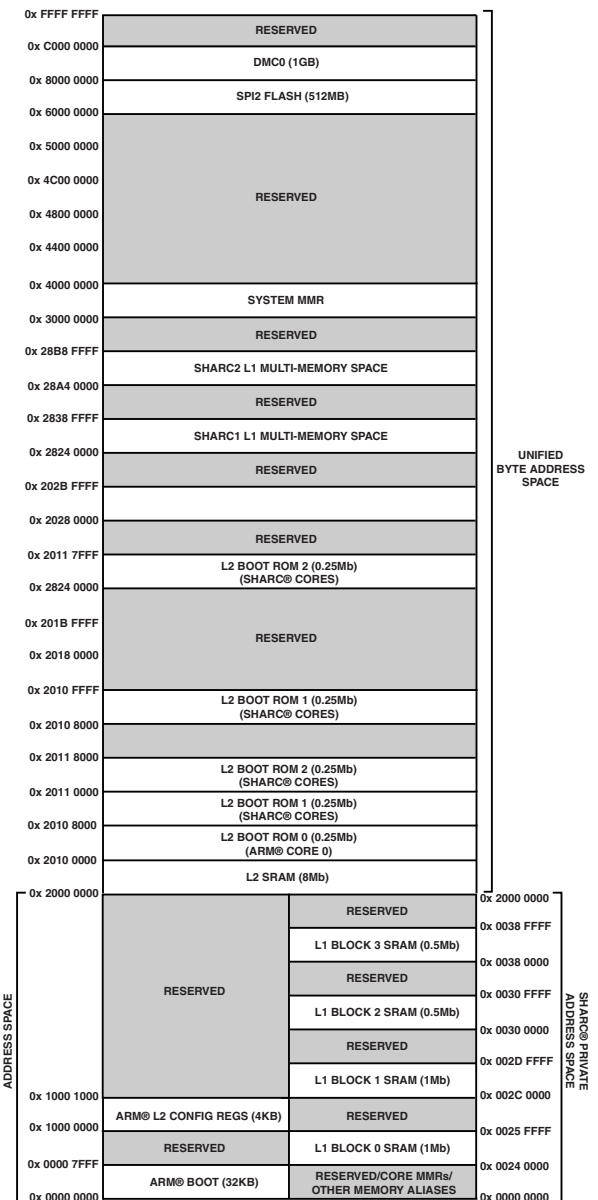 0x FFFF FFFF
RESERVED
0x C000 0000
DMC0 (1GB)
0x 8000 0000
SPI2 FLASH (512MB)
0x 6000 0000
0x 5000 0000
0x 4C00 0000
RESERVED
0x 4800 0000
0x 4400 0000
0x 4000 0000
SYSTEM MMR
0x 3000 0000
RESERVED
0x 28B8 FFFF
SHARC2 L1 MULTI-MEMORY SPACE
0x 28A4 0000
RESERVED
0x 2838 FFFF
SHARC1 L1 MULTI-MEMORY SPACE
0x 2824 0000
UNIFIED
BYTE ADDRESS
SPACE
RESERVED
0x 202B FFFF
0x 2028 0000
RESERVED
0x 2011 7FFF
L2 BOOT ROM 2 (0.25Mb)
(SHARC® CORES)
0x 2824 0000
0x 201B FFFF
RESERVED
0x 2018 0000
0x 2010 FFFF
L2 BOOT ROM 1 (0.25Mb)
(SHARC® CORES)
0x 2010 8000
0x 2011 8000
L2 BOOT ROM 2 (0.25Mb)
(SHARC® CORES)
0x 2011 0000
L2 BOOT ROM 1 (0.25Mb)
(SHARC® CORES)
0x 2010 8000
L2 BOOT ROM 0 (0.25Mb)
(ARM® CORE 0)
0x 2010 0000
L2 SRAM (8Mb)
0x 2000 0000
ADDRESS SPACE
RESERVED
0x 1000 1000
ARM® L2 CONFIG REGS (4KB)
0x 1000 0000
RESERVED
0x 0000 7FFF
ARM® BOOT (32KB)
0x 0000 0000
0x 2000 0000
RESERVED
0x 0038 FFFF
L1 BLOCK 3 SRAM (0.5Mb)
0x 0038 0000
RESERVED
0x 0030 FFFF
L1 BLOCK 2 SRAM (0.5Mb)
0x 0030 0000
RESERVED
0x 002D FFFF
L1 BLOCK 1 SRAM (1Mb)
0x 002C 0000
RESERVED
0x 0025 FFFF
L1 BLOCK 0 SRAM (1Mb)
0x 0024 0000
RESERVED/CORE MMRs/
OTHER MEMORY ALIASES
0x 0000 0000
SHARC® PRIVATE
ADDRESS SPACE